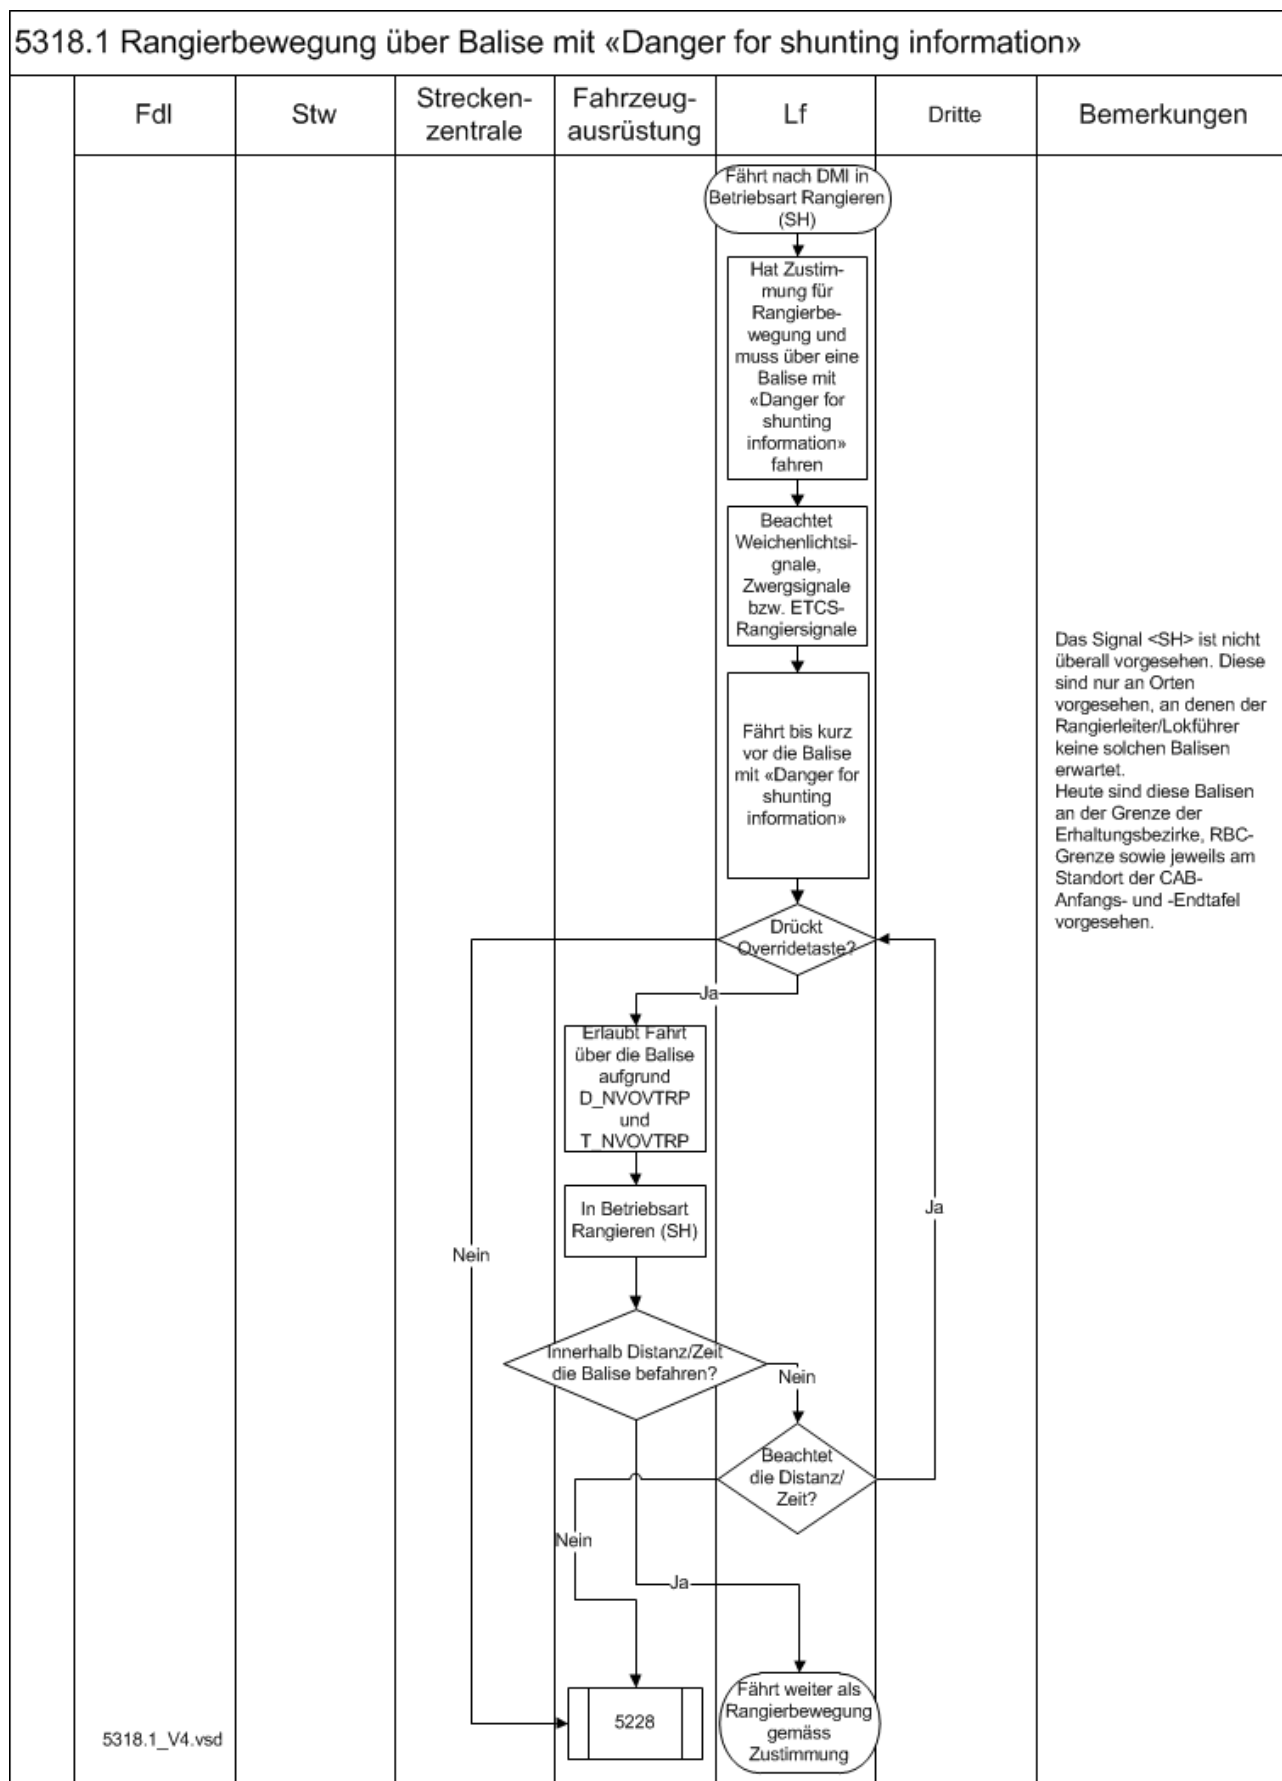 5318.1 Rangierbewegung über Balise mit «Danger for shunting information»
Fdl
Stw
Strecken-
zentrale
Fahrzeug-
ausrüstung
Lf
Dritte
Bemerkungen
Fährt nach DMI in
Betriebsart Rangieren
(SH)
Hat Zustim-
mung für
Rangierbe-
wegung und
muss über eine
Balise mit
«Danger for
shunting
information»
fahren
Beachtet
Weichenlichtsi-
gnale,
Zwergsignale
bzw. ETCS-
Rangiersignale
Fährt bis kurz
vor die Balise
mit «Danger for
shunting
information»
Das Signal <SH> ist nicht
überall vorgesehen. Diese
sind nur an Orten
vorgesehen, an denen der
Rangierleiter/Lokführer
keine solchen Balisen
erwartet.
Heute sind diese Balisen
an der Grenze der
Erhaltungsbezirke, RBC-
Grenze sowie jeweils am
Standort der CAB-
Anfangs- und -Endtafel
vorgesehen.
Drückt
Overridetaste?
Ja
Erlaubt Fahrt
über die Balise
aufgrund
D_NVOVTRP
und
T_NVOVTRP
In Betriebsart
Rangieren (SH)
Ja
Nein
Innerhalb Distanz/Zeit
die Balise befahren?
Nein
Beachtet
die Distanz/
Zeit?
Nein
Ja
5228
Fährt weiter als
Rangierbewegung
gemäss
Zustimmung
5318.1_V4.vsd